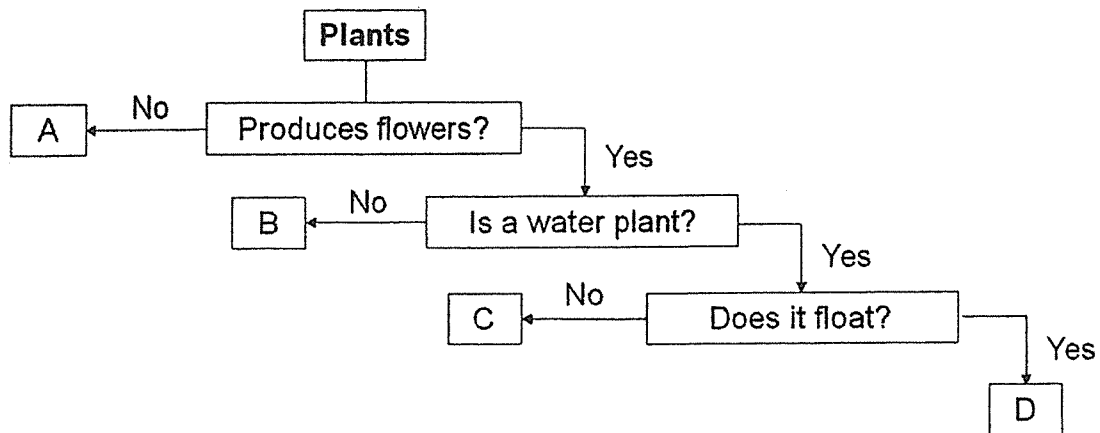 Plants
No
A
Produces flowers?
Yes
No
B
Is a water plant?
Yes
No
C
Does it float?
Yes
D